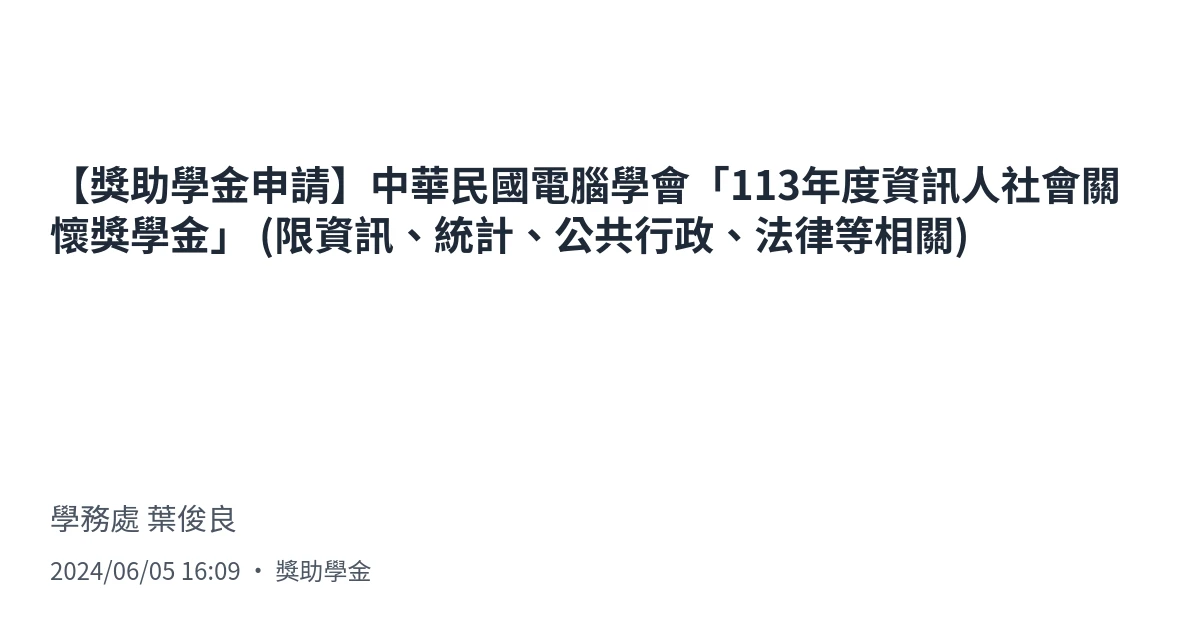 【獎助學金申請】中華民國電腦學會「113年度資訊人社會關
懷獎學金」 (限資訊、統計、公共行政、法律等相關)
學務處 葉俊良
2024/06/05 16:09 ・ 獎助學金